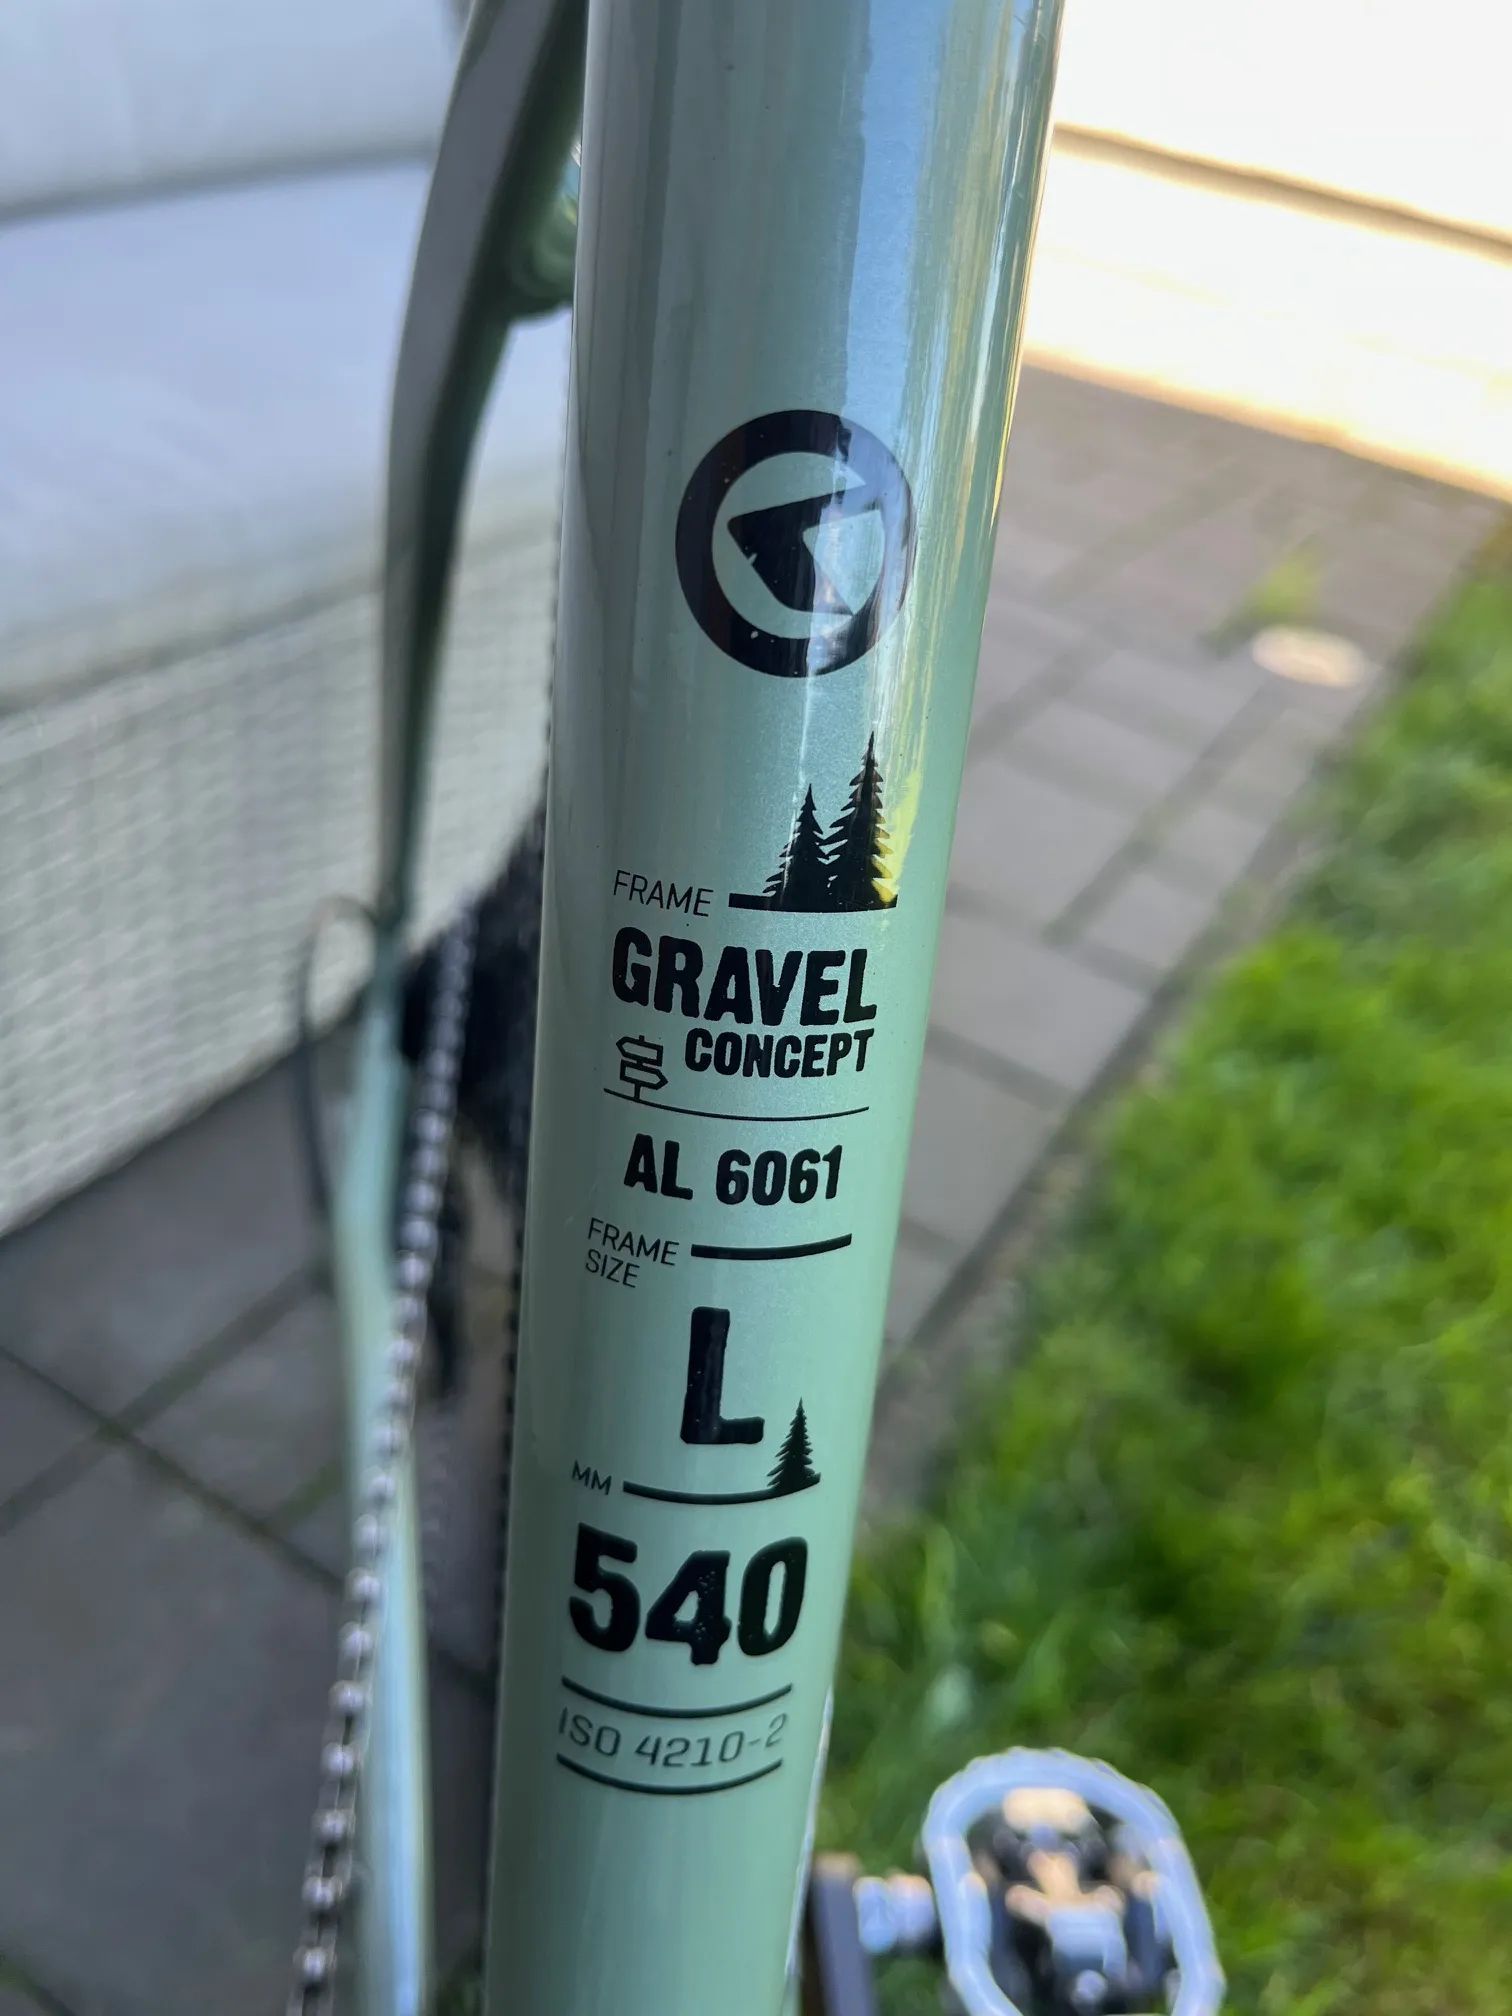 FRAME
GRAVEL
CONCEPT
AL 6061
FRAME
SIZE
L
MM
540
ISO 4210-2